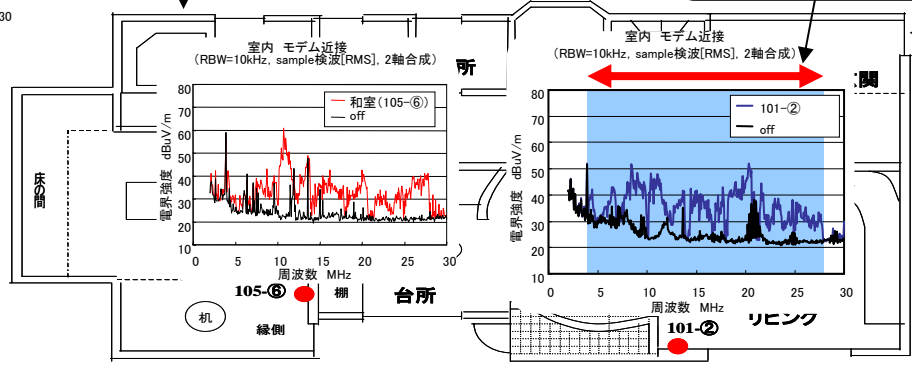 30
室内 モデム近接
(RBW=10kHz, sample検波[RMS], 2軸合成)
所
室内 モデム近接
(RBW=10kHz, sample検波[RMS], 2軸合成)
関
電界強度 dBuV/m
80
70
60
50
40
30
20
10
和室(105-⑥)
off
0 5 10 15 20 25 30
周波数 MHz
電界強度 dBuV/m
80
70
60
50
40
30
20
10
101-②
off
0 5 10 15 20 25 30
周波数 MHz
床の間
105-⑥
棚
台所
机
縁側
リビング
101-②